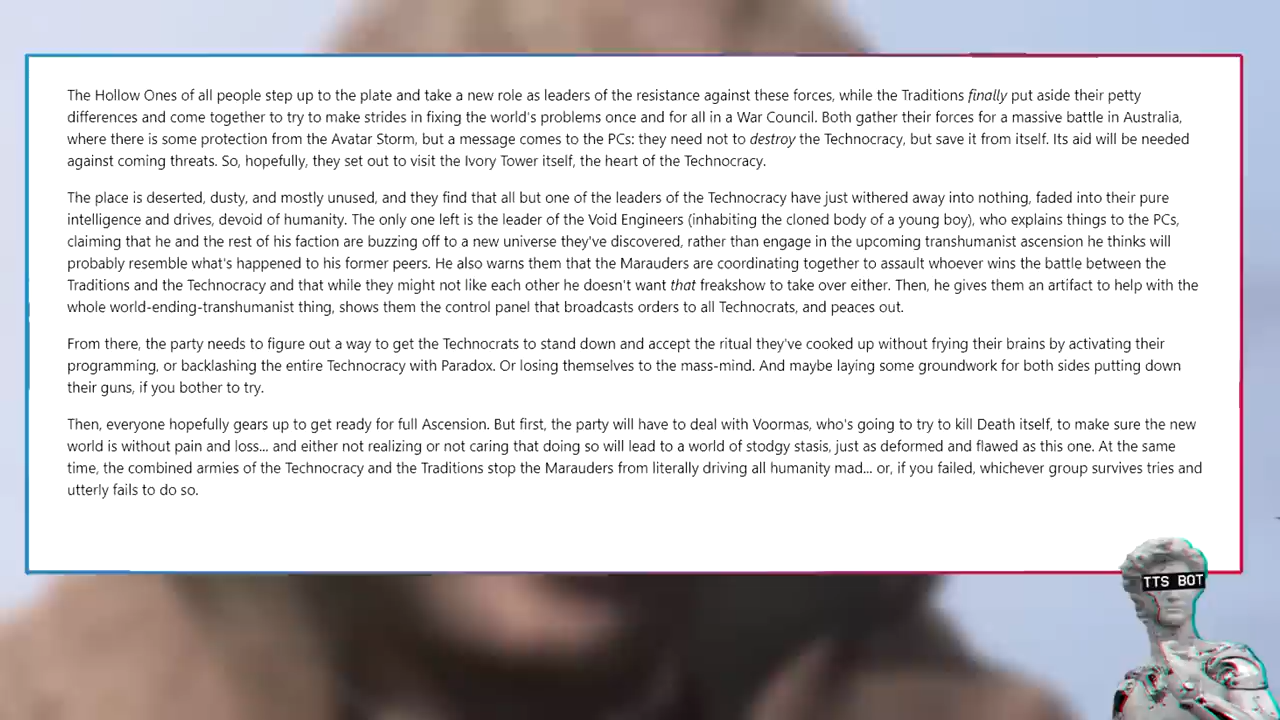 The Hollow Ones of all people step up to the plate and take a new role as leaders of the resistance against these forces, while the Traditions finally put aside their petty
differences and come together to try to make strides in fixing the world's problems once and for all in a War Council. Both gather their forces for a massive battle in Australia,
where there is some protection from the Avatar Storm, but a message comes to the PCs: they need not to destroy the Technocracy, but save it from itself. Its aid will be needed
against coming threats. So, hopefully, they set out to visit the Ivory Tower itself, the heart of the Technocracy.
The place is deserted, dusty, and mostly unused, and they find that all but one of the leaders of the Technocracy have just withered away into nothing, faded into their pure
intelligence and drives, devoid of humanity. The only one left is the leader of the Void Engineers (inhabiting the cloned body of a young boy), who explains things to the PCs,
claiming that he and the rest of his faction are buzzing off to a new universe they've discovered, rather than engage in the upcoming transhumanist ascension he thinks will
probably resemble what's happened to his former peers. He also warns them that the Marauders are coordinating together to assault whoever wins the battle between the
Traditions and the Technocracy and that while they might not like each other he doesn't want that freakshow to take over either. Then, he gives them an artifact to help with the
whole world-ending-transhumanist thing, shows them the control panel that broadcasts orders to all Technocrats, and peaces out.
From there, the party needs to figure out a way to get the Technocrats to stand down and accept the ritual they've cooked up without frying their brains by activating their
programming, or backlashing the entire Technocracy with Paradox. Or losing themselves to the mass-mind. And maybe laying some groundwork for both sides putting down
their guns, if you bother to try.
Then, everyone hopefully gears up to get ready for full Ascension. But first, the party will have to deal with Voormas, who's going to try to kill Death itself, to make sure the new
world is without pain and loss... and either not realizing or not caring that doing so will lead to a world of stodgy stasis, just as deformed and flawed as this one. At the same
time, the combined armies of the Technocracy and the Traditions stop the Marauders from literally driving all humanity mad... or, if you failed, whichever group survives tries and
utterly fails to do so.
TTS BOT